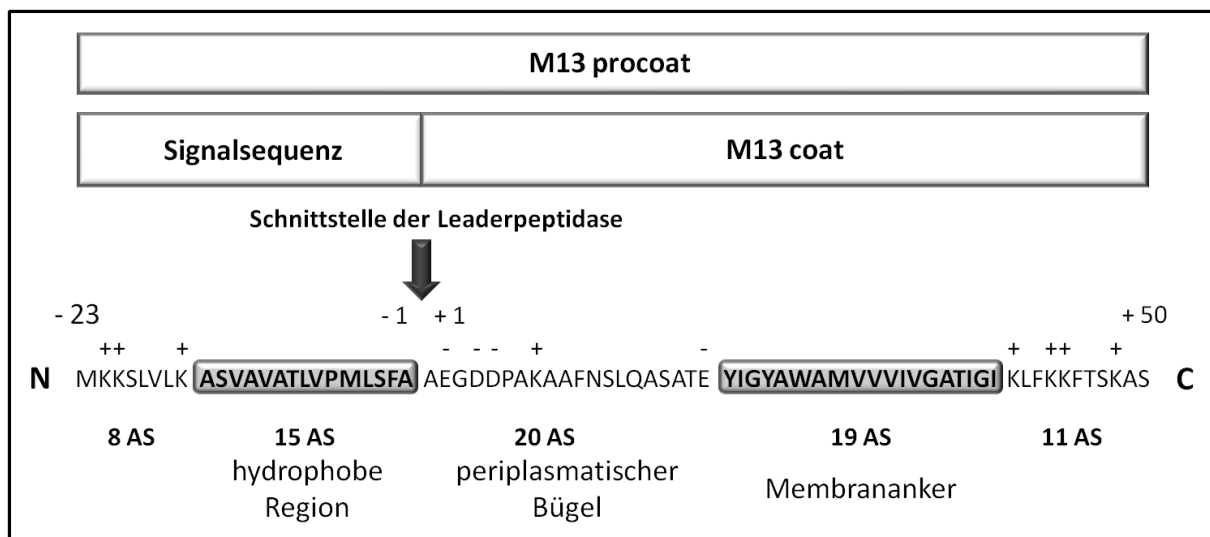 M13 procoat
Signalsequenz M13 coat
Schnittstelle der Leaderpeptidase
- 23 - 1 + 1 + 50
++ + - -- + - + ++ +
N MKKSLVLK ASVAVATLVPMLSFA AEGDDPAKAAFNSLQASATE YIGYAWAMVVVIVGATIGI KLFKKFTSKAS C
8 AS 15 AS 20 AS 19 AS 11 AS
hydrophobe periplasmatischer Membrananker
Region Bügel